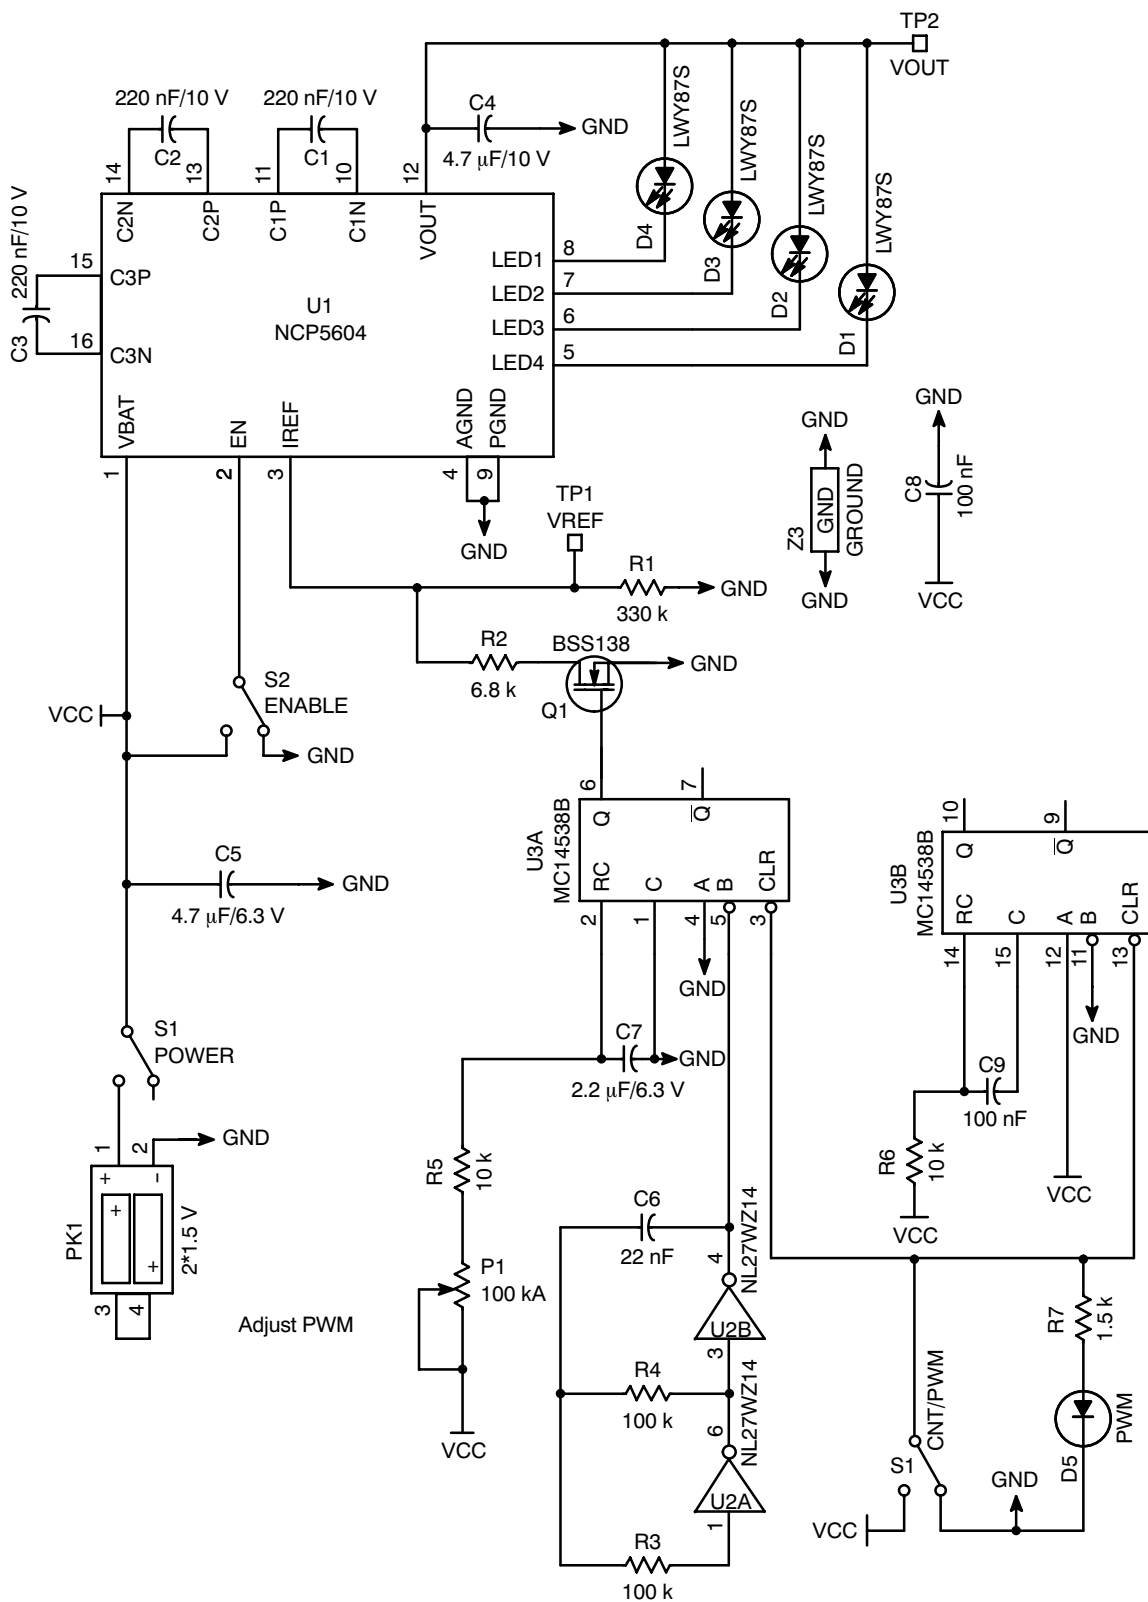 TP2
VOUT
220 nF/10 V
C2
220 nF/10 V
C1
C4
4.7 μF/10 V
GND
LWY87S
D4
LWY87S
D3
LWY87S
D2
LWY87S
D1
14
13
11
10
12
C2N
C2P
C1P
C1N
VOUT
C3
220 nF/10 V
15
C3P
16
C3N
U1
NCP5604
LED1
8
LED2
7
LED3
6
LED4
5
VBAT
EN
IREF
AGND
PGND
1
2
3
4
9
GND
TP1
VREF
R1
330 k
GND
R2
6.8 k
BSS138
Q1
GND
GND
Z3
GND
GROUND
GND
GND
C8
100 nF
VCC
VCC
S2
ENABLE
GND
C5
4.7 μF/6.3 V
GND
S1
POWER
1
2
GND
PK1
+
-
+
+
2*1.5 V
3
4
U3A
MC14538B
6
7
Q
Q
RC
C
A
B
CLR
2
1
4
5
3
GND
C7
2.2 μF/6.3 V
GND
U3B
MC14538B
10
9
Q
Q
RC
C
A
B
CLR
14
15
12
11
13
GND
C9
100 nF
R6
10 k
VCC
VCC
R5
10 k
P1
100 kA
Adjust PWM
VCC
C6
22 nF
4
NL27WZ14
U2B
3
R4
100 k
6
NL27WZ14
U2A
1
R3
100 k
R7
1.5 k
CNT/PWM
S1
VCC
GND
D5
PWM